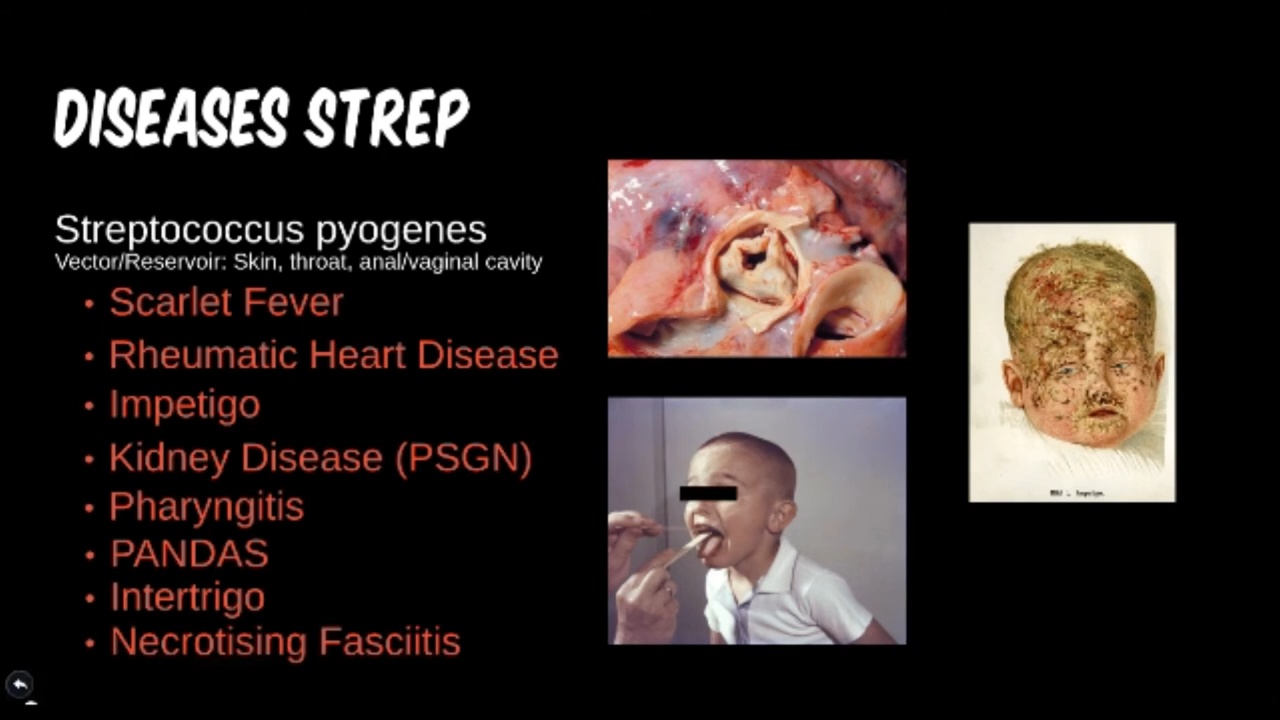 DISEASES STREP
Streptococcus pyogenes
Vector/Reservoir: Skin, throat, anal/vaginal cavity
• Scarlet Fever
• Rheumatic Heart Disease
• Impetigo
• Kidney Disease (PSGN)
• Pharyngitis
• PANDAS
• Intertrigo
• Necrotising Fasciitis